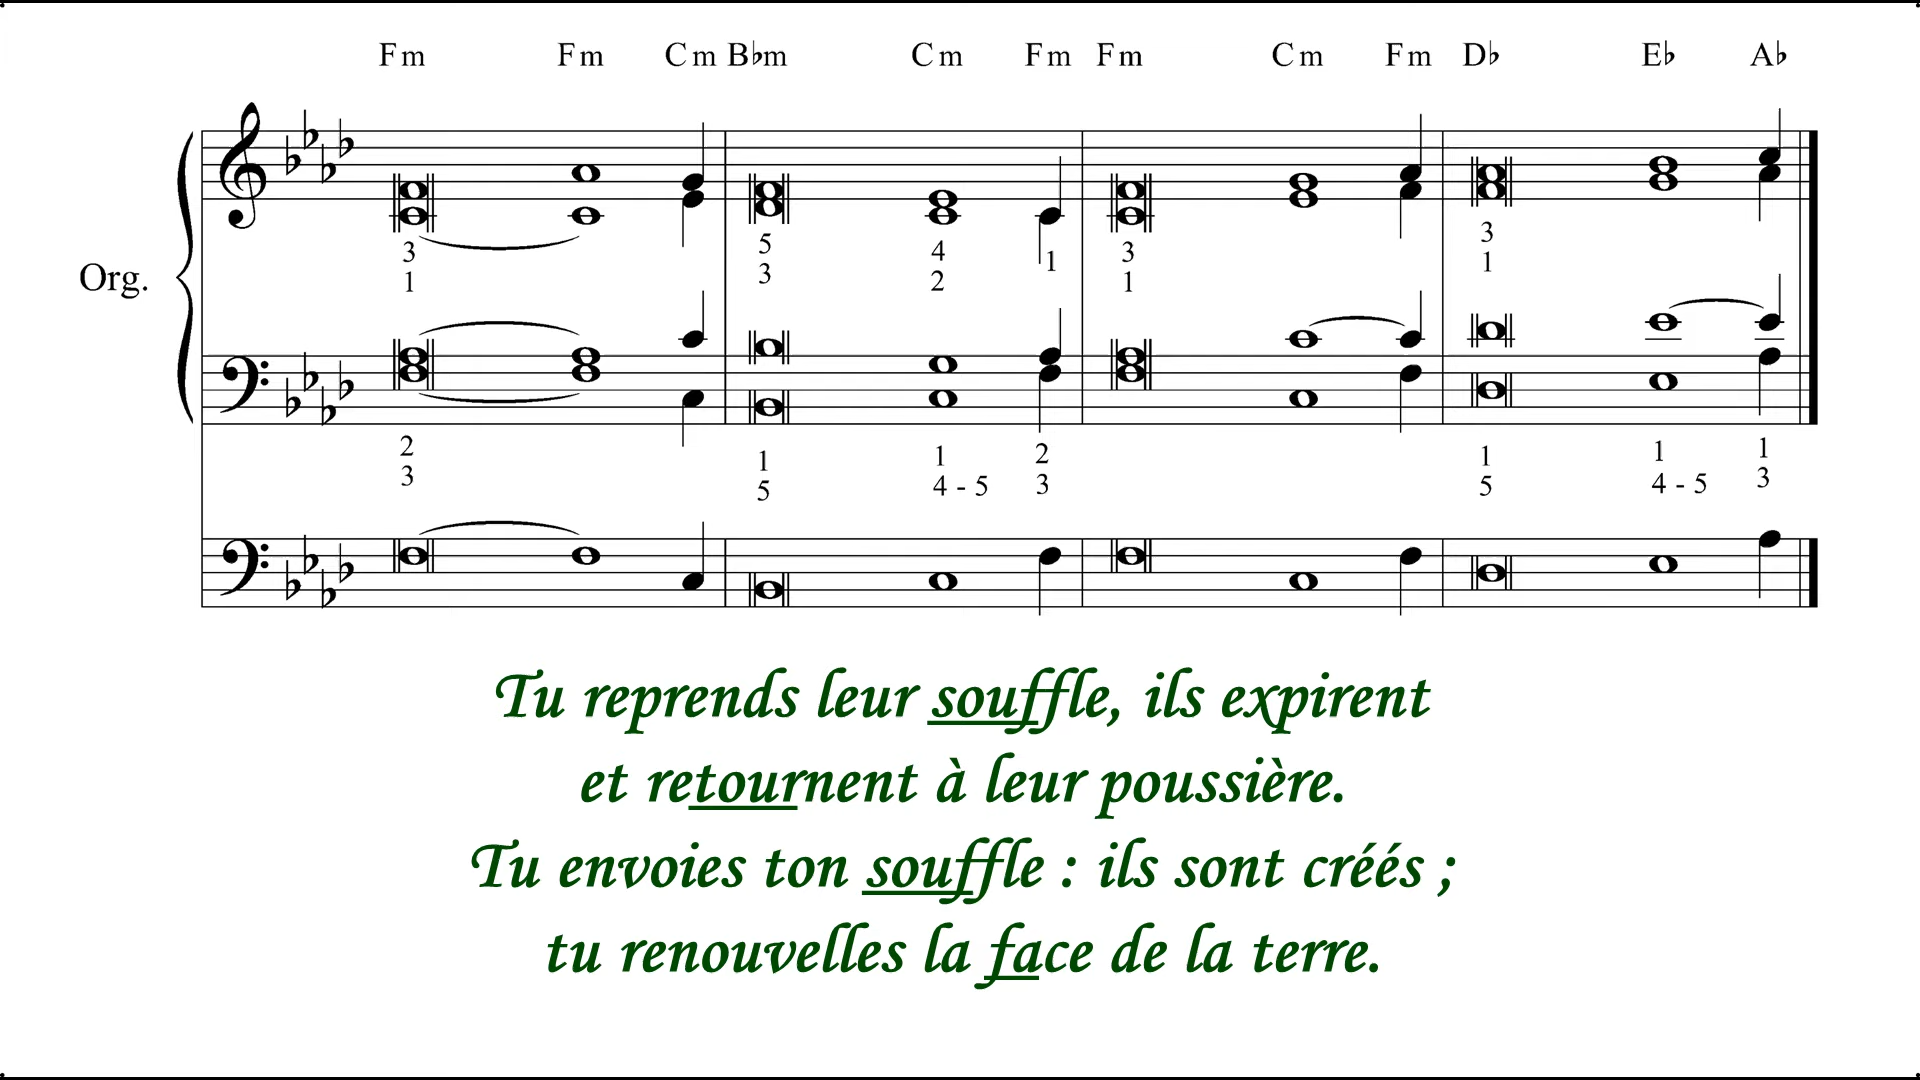 Fm Fm Cm B♭m Cm Fm Fm Cm Fm D♭ E♭ A♭
3 5 4 1 3 3
1 3 2 1 1
Org.
2 1 1 2 1 1 1
3 5 4 - 5 3 5 4 - 5 3
Tu reprends leur souffle, ils expirent
et retournent à leur poussière.
Tu envoies ton souffle : ils sont créés ;
tu renouvelles la face de la terre.